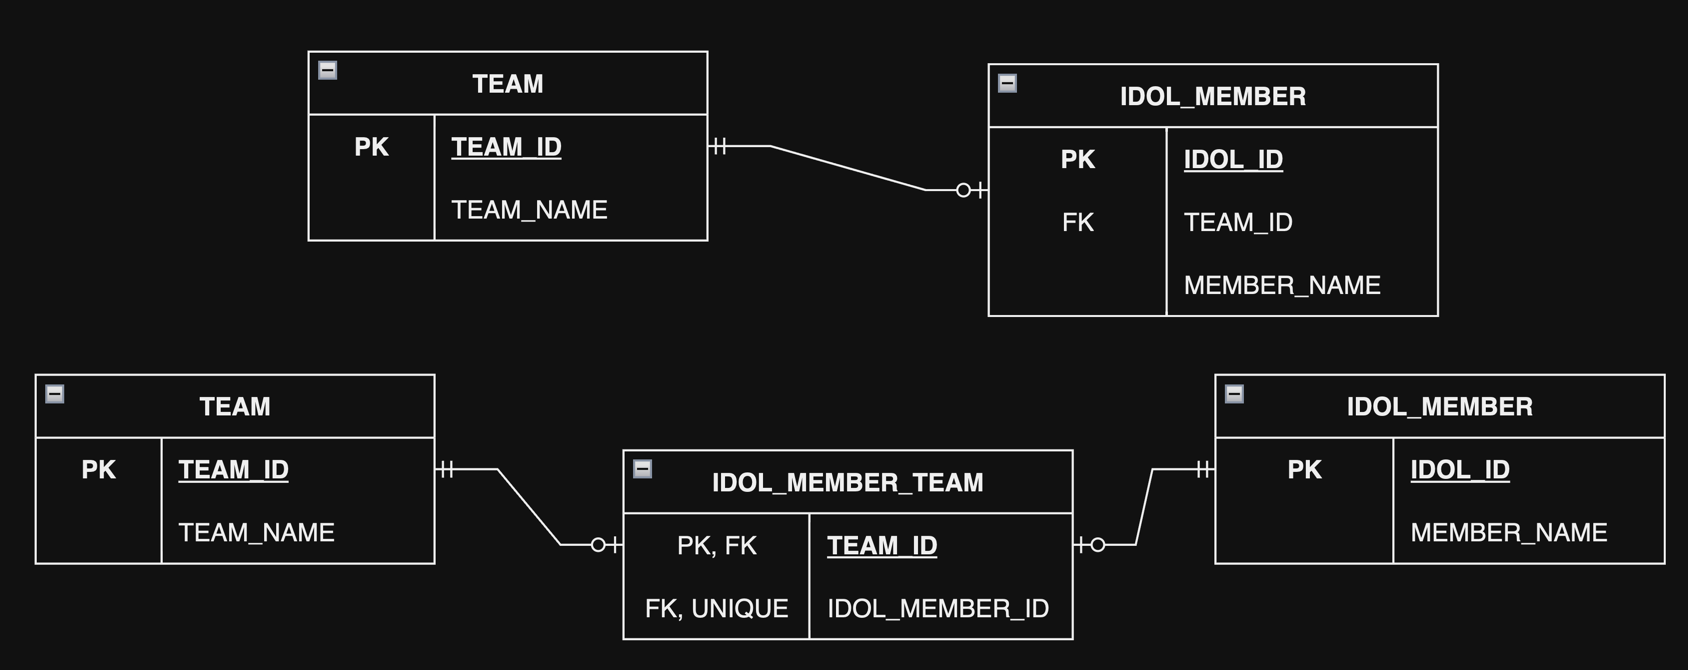 TEAM
PK TEAM_ID
TEAM_NAME
IDOL_MEMBER
PK IDOL_ID
FK TEAM_ID
MEMBER_NAME
TEAM
PK TEAM_ID
TEAM_NAME
IDOL_MEMBER_TEAM
PK, FK TEAM_ID
FK, UNIQUE IDOL_MEMBER_ID
IDOL_MEMBER
PK IDOL_ID
MEMBER_NAME